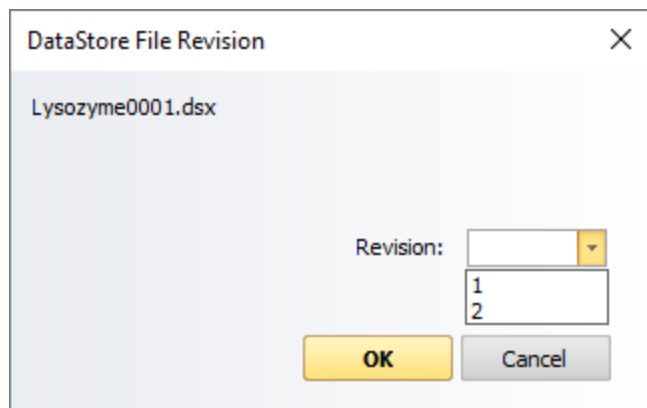 DataStore File Revision
Lysozyme0001.dsx
Revision:
1
2
OK Cancel